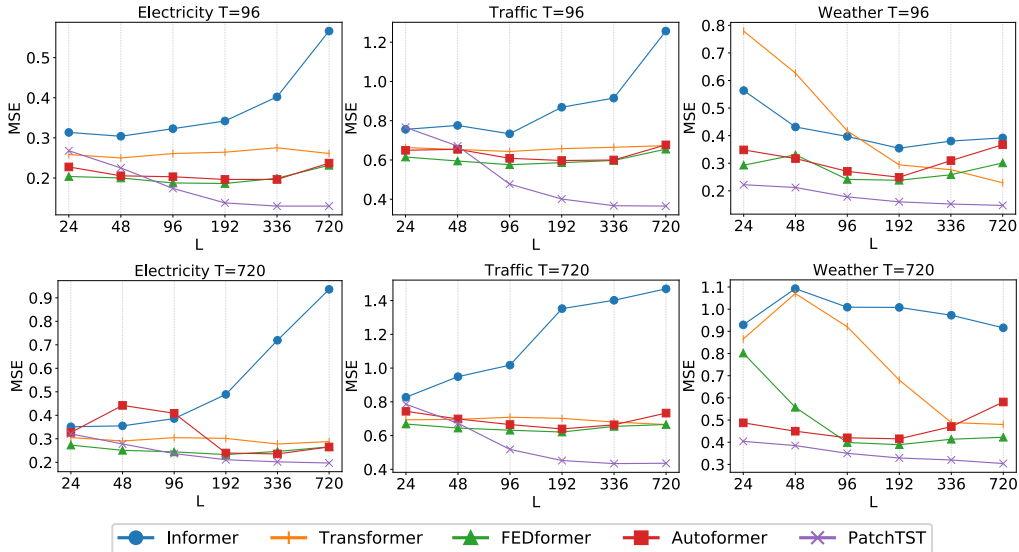 Electricity T=96
Traffic T=96
Weather T=96
MSE
0.5
0.4
0.3
0.2
24 48 96 192 336 720
L
MSE
1.2
1.0
0.8
0.6
0.4
24 48 96 192 336 720
L
MSE
0.8
0.7
0.6
0.5
0.4
0.3
0.2
24 48 96 192 336 720
L
Electricity T=720
Traffic T=720
Weather T=720
MSE
0.9
0.8
0.7
0.6
0.5
0.4
0.3
0.2
24 48 96 192 336 720
L
MSE
1.4
1.2
1.0
0.8
0.6
0.4
24 48 96 192 336 720
L
MSE
1.1
1.0
0.9
0.8
0.7
0.6
0.5
0.4
0.3
24 48 96 192 336 720
L
Informer Transformer FEDformer Autoformer PatchTST